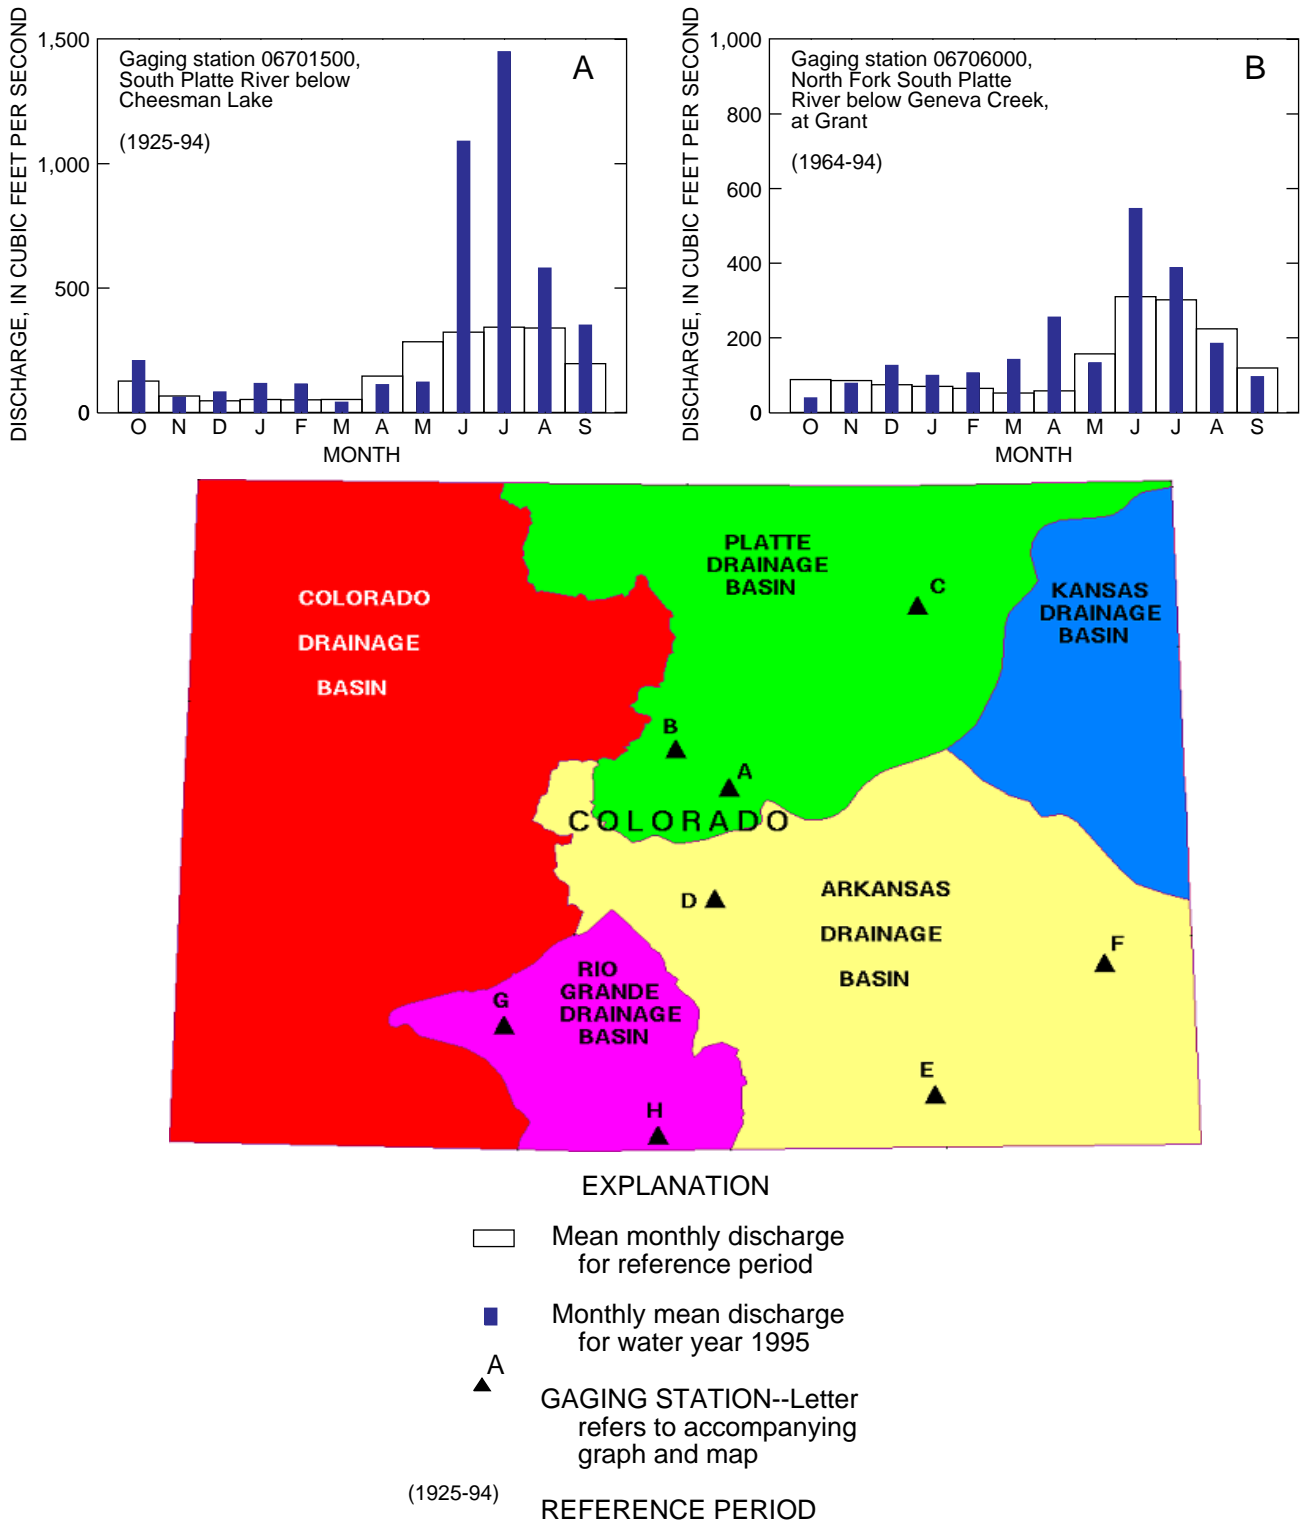 DISCHARGE, IN CUBIC FEET PER SECOND
1,500
1,000
500
0
Gaging station 06701500,
South Platte River below
Cheesman Lake
(1925-94)
A
O N D J F M A M J J A S
MONTH
DISCHARGE, IN CUBIC FEET PER SECOND
1,000
800
600
400
200
0
Gaging station 06706000,
North Fork South Platte
River below Geneva Creek,
at Grant
(1964-94)
B
O N D J F M A M J J A S
MONTH
PLATTE
DRAINAGE
BASIN
C
KANSAS
DRAINAGE
BASIN
COLORADO
DRAINAGE
BASIN
B
A
COLORADO
D
ARKANSAS
DRAINAGE
BASIN
F
RIO
GRANDE
DRAINAGE
BASIN
G
E
H
EXPLANATION
Mean monthly discharge
for reference period
Monthly mean discharge
for water year 1995
A
GAGING STATION--Letter
refers to accompanying
graph and map
(1925-94)
REFERENCE PERIOD